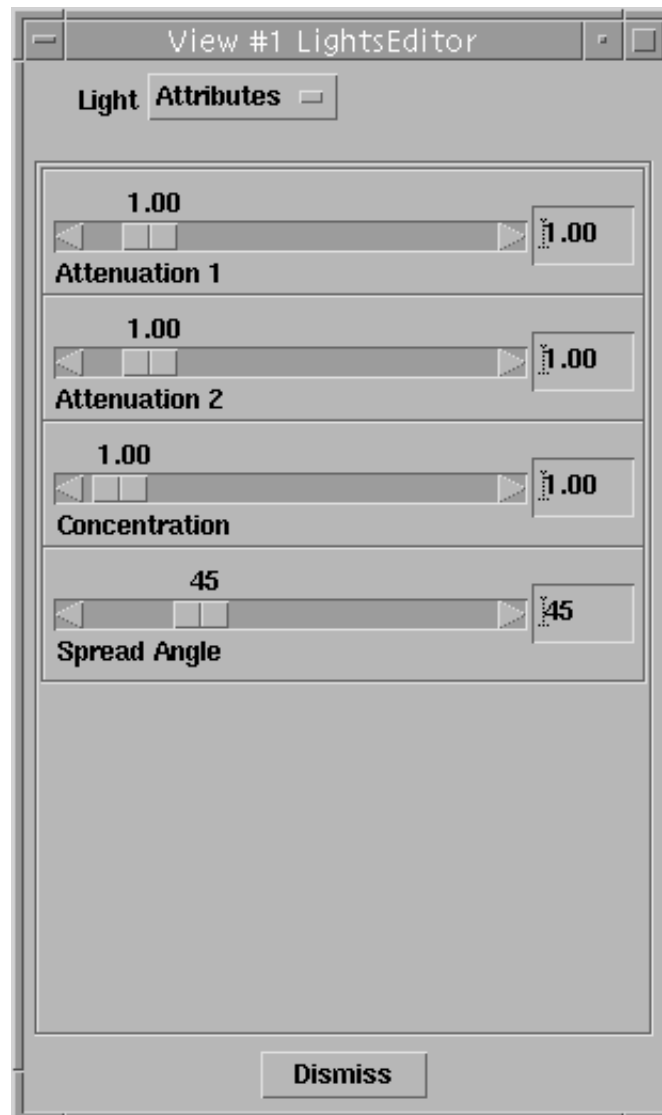 View #1 LightsEditor
Light Attributes
1.00
1.00
Attenuation 1
1.00
1.00
Attenuation 2
1.00
1.00
Concentration
45
45
Spread Angle
Dismiss